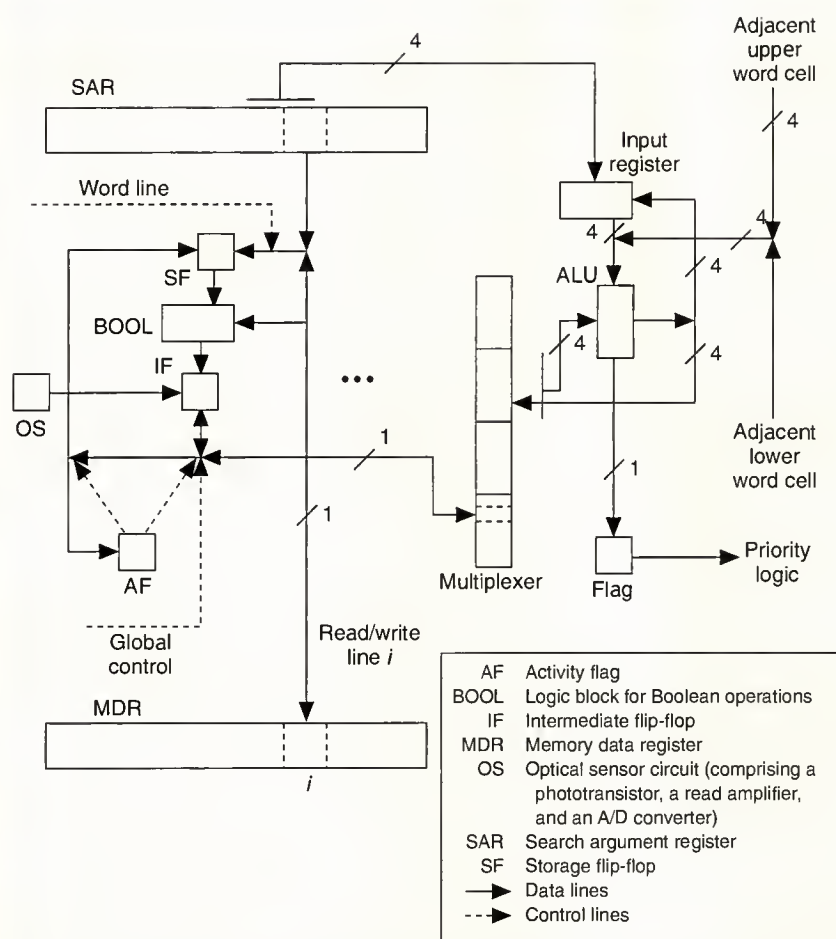 4
Adjacent
upper
word cell
SAR
4
Input
register
Word line
4
4
4
SF
ALU
BOOL
4
4
IF
•••
OS
1
Adjacent
lower
word cell
1
1
AF
Multiplexer
Flag
Priority
logic
Global
control
Read/write
line i
MDR
i
AF Activity flag
BOOL Logic block for Boolean operations
IF Intermediate flip-flop
MDR Memory data register
OS Optical sensor circuit (comprising a
phototransistor, a read amplifier,
and an A/D converter)
SAR Search argument register
SF Storage flip-flop
Data lines
Control lines